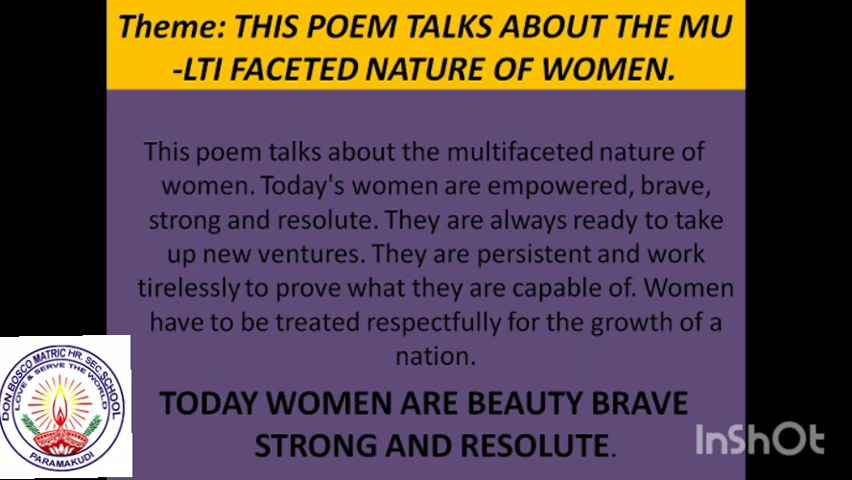 Theme: THIS POEM TALKS ABOUT THE MU
-LTI FACETED NATURE OF WOMEN.
This poem talks about the multifaceted nature of
women. Today's women are empowered, brave,
strong and resolute. They are always ready to take
up new ventures. They are persistent and work
tirelessly to prove what they are capable of. Women
have to be treated respectfully for the growth of a
nation.
TODAY WOMEN ARE BEAUTY BRAVE
STRONG AND RESOLUTE.
DON BOSCO MATRIC HR. SEC. SCHOOL
LOVE & SERVE THE WORLD
PARAMAKUDI
InShOt